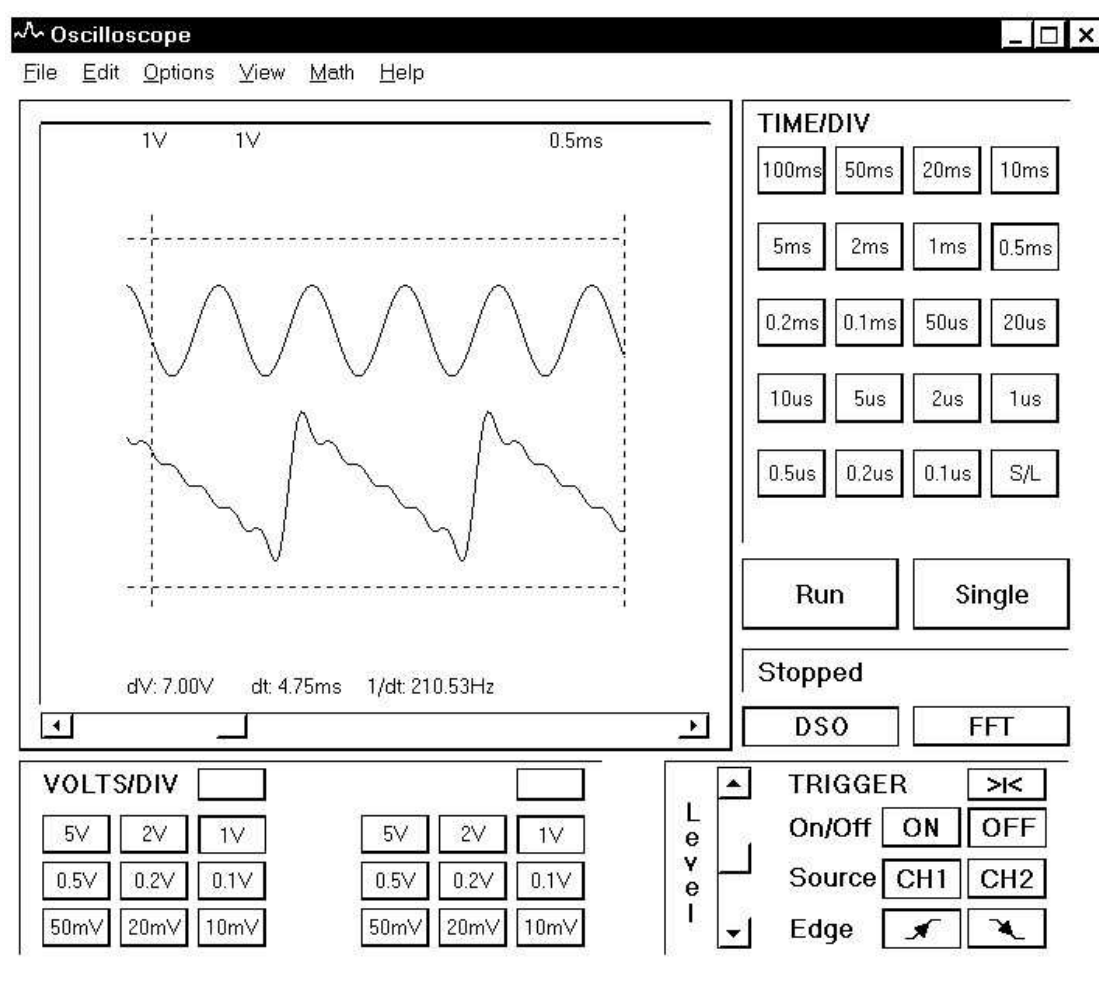 Oscilloscope
File Edit Options View Math Help
1V 1V 0.5ms
dV: 7.00V dt: 4.75ms 1/dt: 210.53Hz
TIME/DIV
100ms 50ms 20ms 10ms
5ms 2ms 1ms 0.5ms
0.2ms 0.1ms 50us 20us
10us 5us 2us 1us
0.5us 0.2us 0.1us S/L
Run Single
Stopped
DSO FFT
VOLTS/DIV
5V 2V 1V 5V 2V 1V
0.5V 0.2V 0.1V 0.5V 0.2V 0.1V
50mV 20mV 10mV 50mV 20mV 10mV
Level
TRIGGER >I<
On/Off ON OFF
Source CH1 CH2
Edge